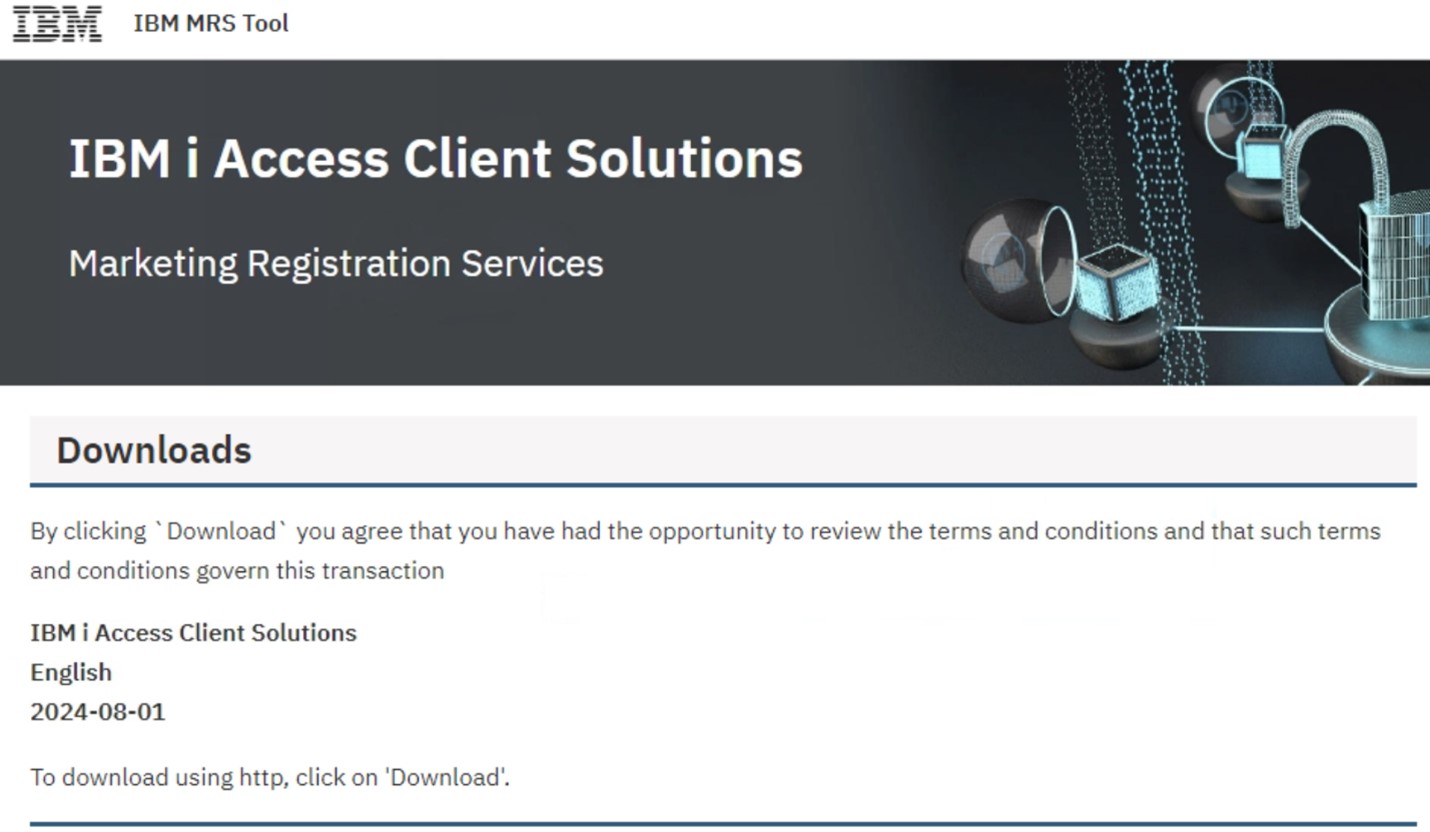 IBM IBM MRS Tool
IBM i Access Client Solutions
Marketing Registration Services
Downloads
By clicking `Download` you agree that you have had the opportunity to review the terms and conditions and that such terms
and conditions govern this transaction
IBM i Access Client Solutions
English
2024-08-01
To download using http, click on 'Download'.